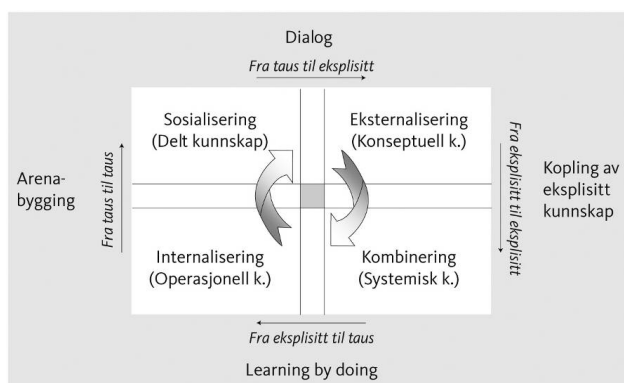 Dialog
Fra taus til eksplisitt
Sosialisering
(Delt kunnskap)
Eksternalisering
(Konseptuell k.)
Arena-
bygging
Fra taus til taus
Fra eksplisitt til eksplisitt
Kopling av
eksplisitt
kunnskap
Internalisering
(Operasjonell k.)
Kombinering
(Systemisk k.)
Fra eksplisitt til taus
Learning by doing